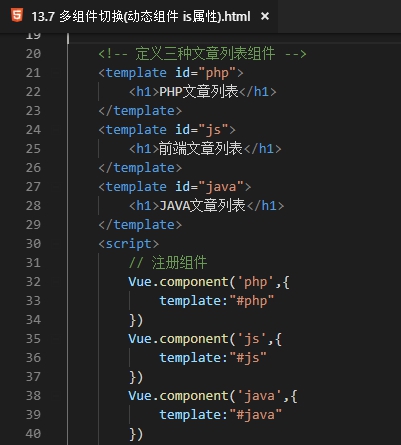 13.7 多组件切换(动态组件 is属性).html ×
19
20 <!-- 定义三种文章列表组件 -->
21 <template id="php">
22 <h1>PHP文章列表</h1>
23 </template>
24 <template id="js">
25 <h1>前端文章列表</h1>
26 </template>
27 <template id="java">
28 <h1>JAVA文章列表</h1>
29 </template>
30 <script>
31 // 注册组件
32 Vue.component('php',{
33 template:"#php"
34 })
35 Vue.component('js',{
36 template:"#js"
37 })
38 Vue.component('java',{
39 template:"#java"
40 })